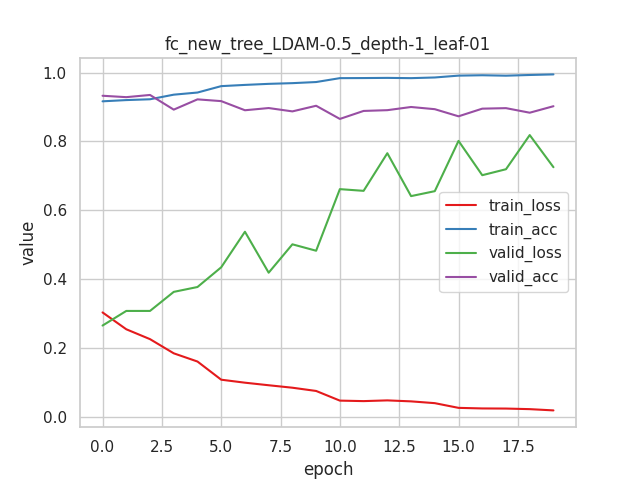 fc_new_tree_LDAM-0.5_depth-1_leaf-01
1.0
0.8
0.6
0.4
0.2
0.0
value
train_loss
train_acc
valid_loss
valid_acc
0.0 2.5 5.0 7.5 10.0 12.5 15.0 17.5
epoch